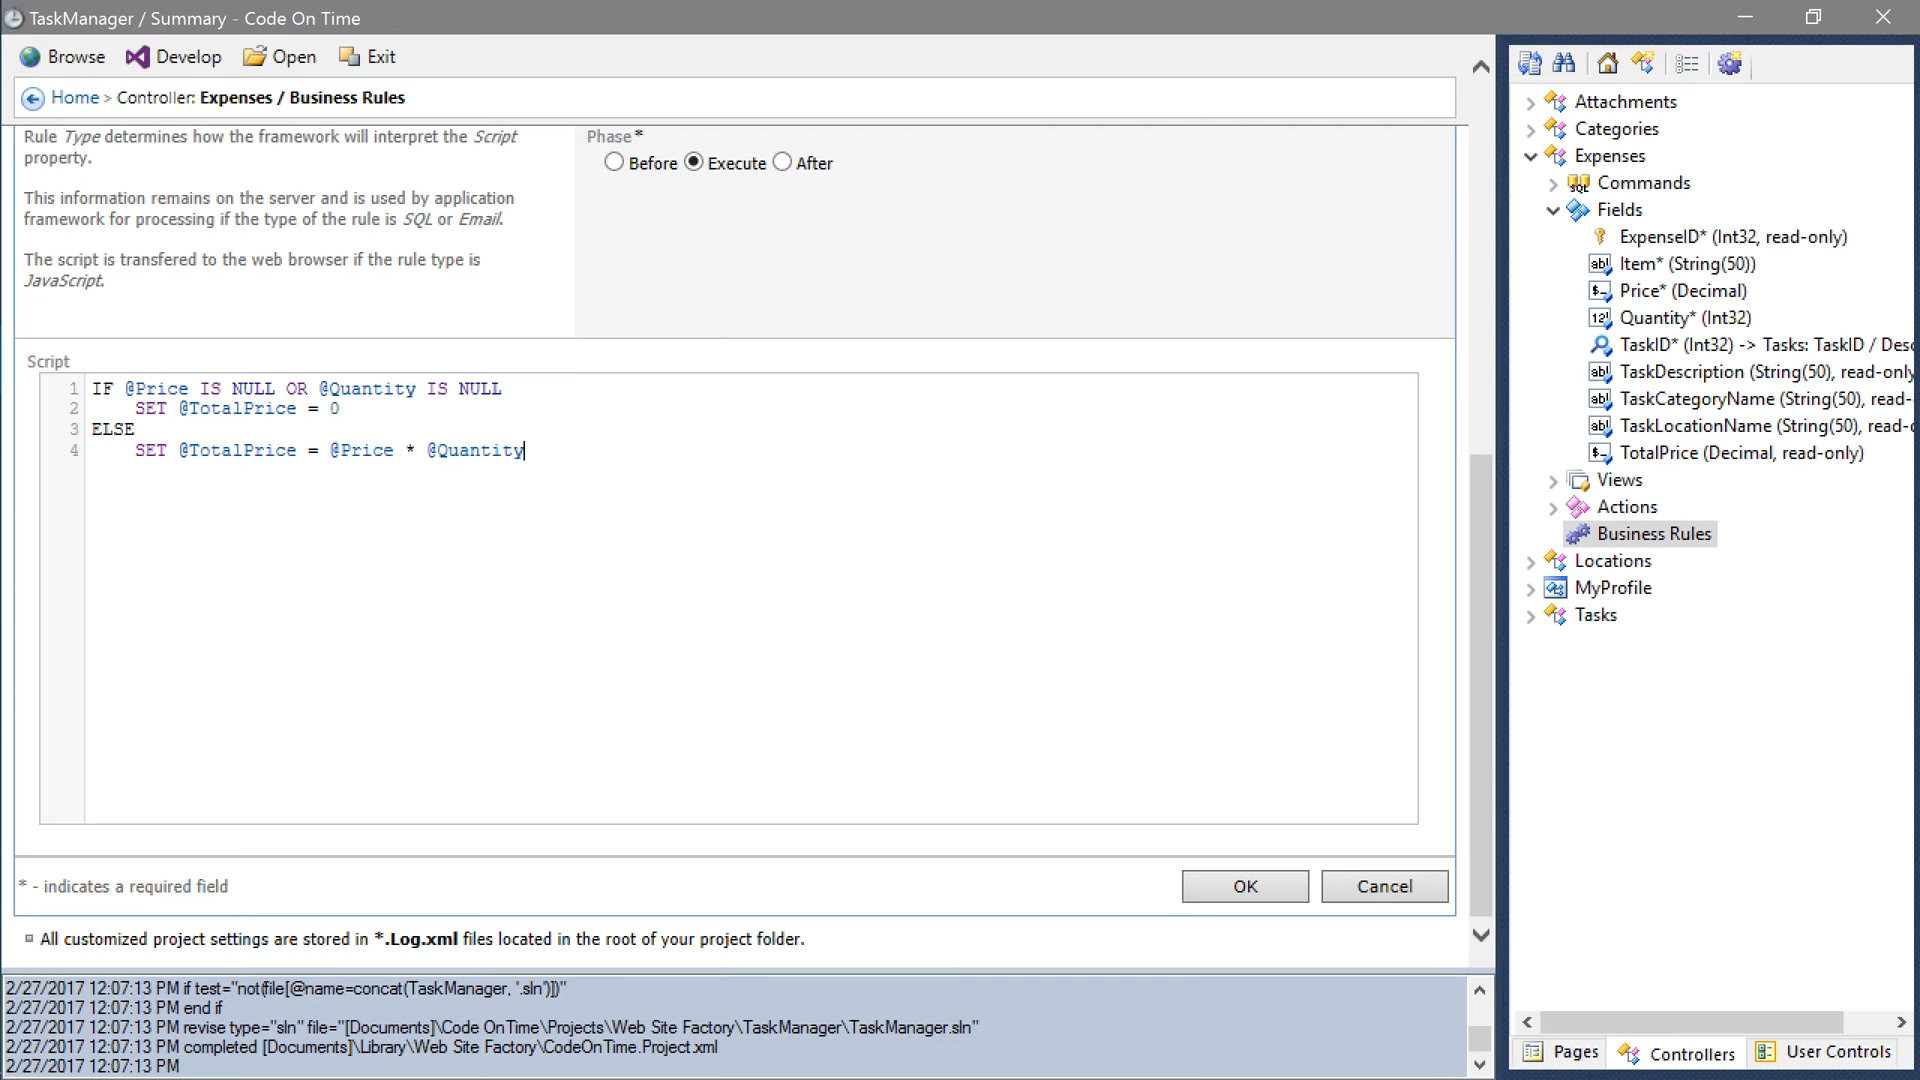 TaskManager / Summary - Code On Time
Browse Develop Open Exit
Home > Controller: Expenses / Business Rules
Rule Type determines how the framework will interpret the Script
property.
This information remains on the server and is used by application
framework for processing if the type of the rule is SQL or Email.
The script is transfered to the web browser if the rule type is
JavaScript.
Phase*
Before Execute After
Script
1 IF @Price IS NULL OR @Quantity IS NULL
2 SET @TotalPrice = 0
3 ELSE
4 SET @TotalPrice = @Price * @Quantity
* - indicates a required field
OK Cancel
All customized project settings are stored in *.Log.xml files located in the root of your project folder.
2/27/2017 12:07:13 PM if test="not(file[@name=concat(TaskManager, '.sln')])"
2/27/2017 12:07:13 PM end if
2/27/2017 12:07:13 PM revise type="sln" file="[Documents]\Code OnTime\Projects\Web Site Factory\TaskManager\TaskManager.sln"
2/27/2017 12:07:13 PM completed [Documents]\Library\Web Site Factory\CodeOnTime.Project.xml
2/27/2017 12:07:13 PM
Attachments
Categories
Expenses
SQL Commands
Fields
ExpenseID* (Int32, read-only)
ab Item* (String(50))
$ Price* (Decimal)
12 Quantity* (Int32)
TaskID* (Int32) -> Tasks: TaskID / Desc
ab TaskDescription (String(50), read-only
ab TaskCategoryName (String(50), read-
ab TaskLocationName (String(50), read-o
$ TotalPrice (Decimal, read-only)
Views
Actions
Business Rules
Locations
MyProfile
Tasks
Pages Controllers User Controls